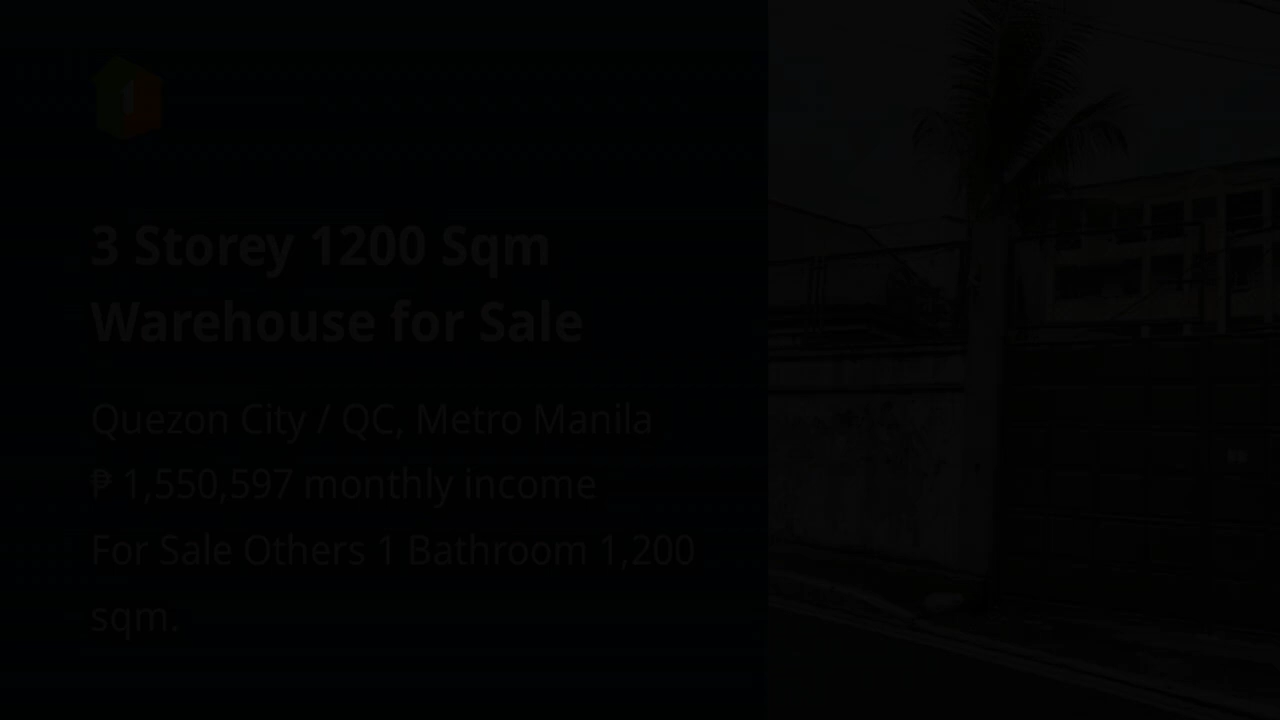 3 Storey 1200 Sqm
Warehouse for Sale
Quezon City / QC, Metro Manila
₱ 1,550,597 monthly income
For Sale Others 1 Bathroom 1,200
sqm.